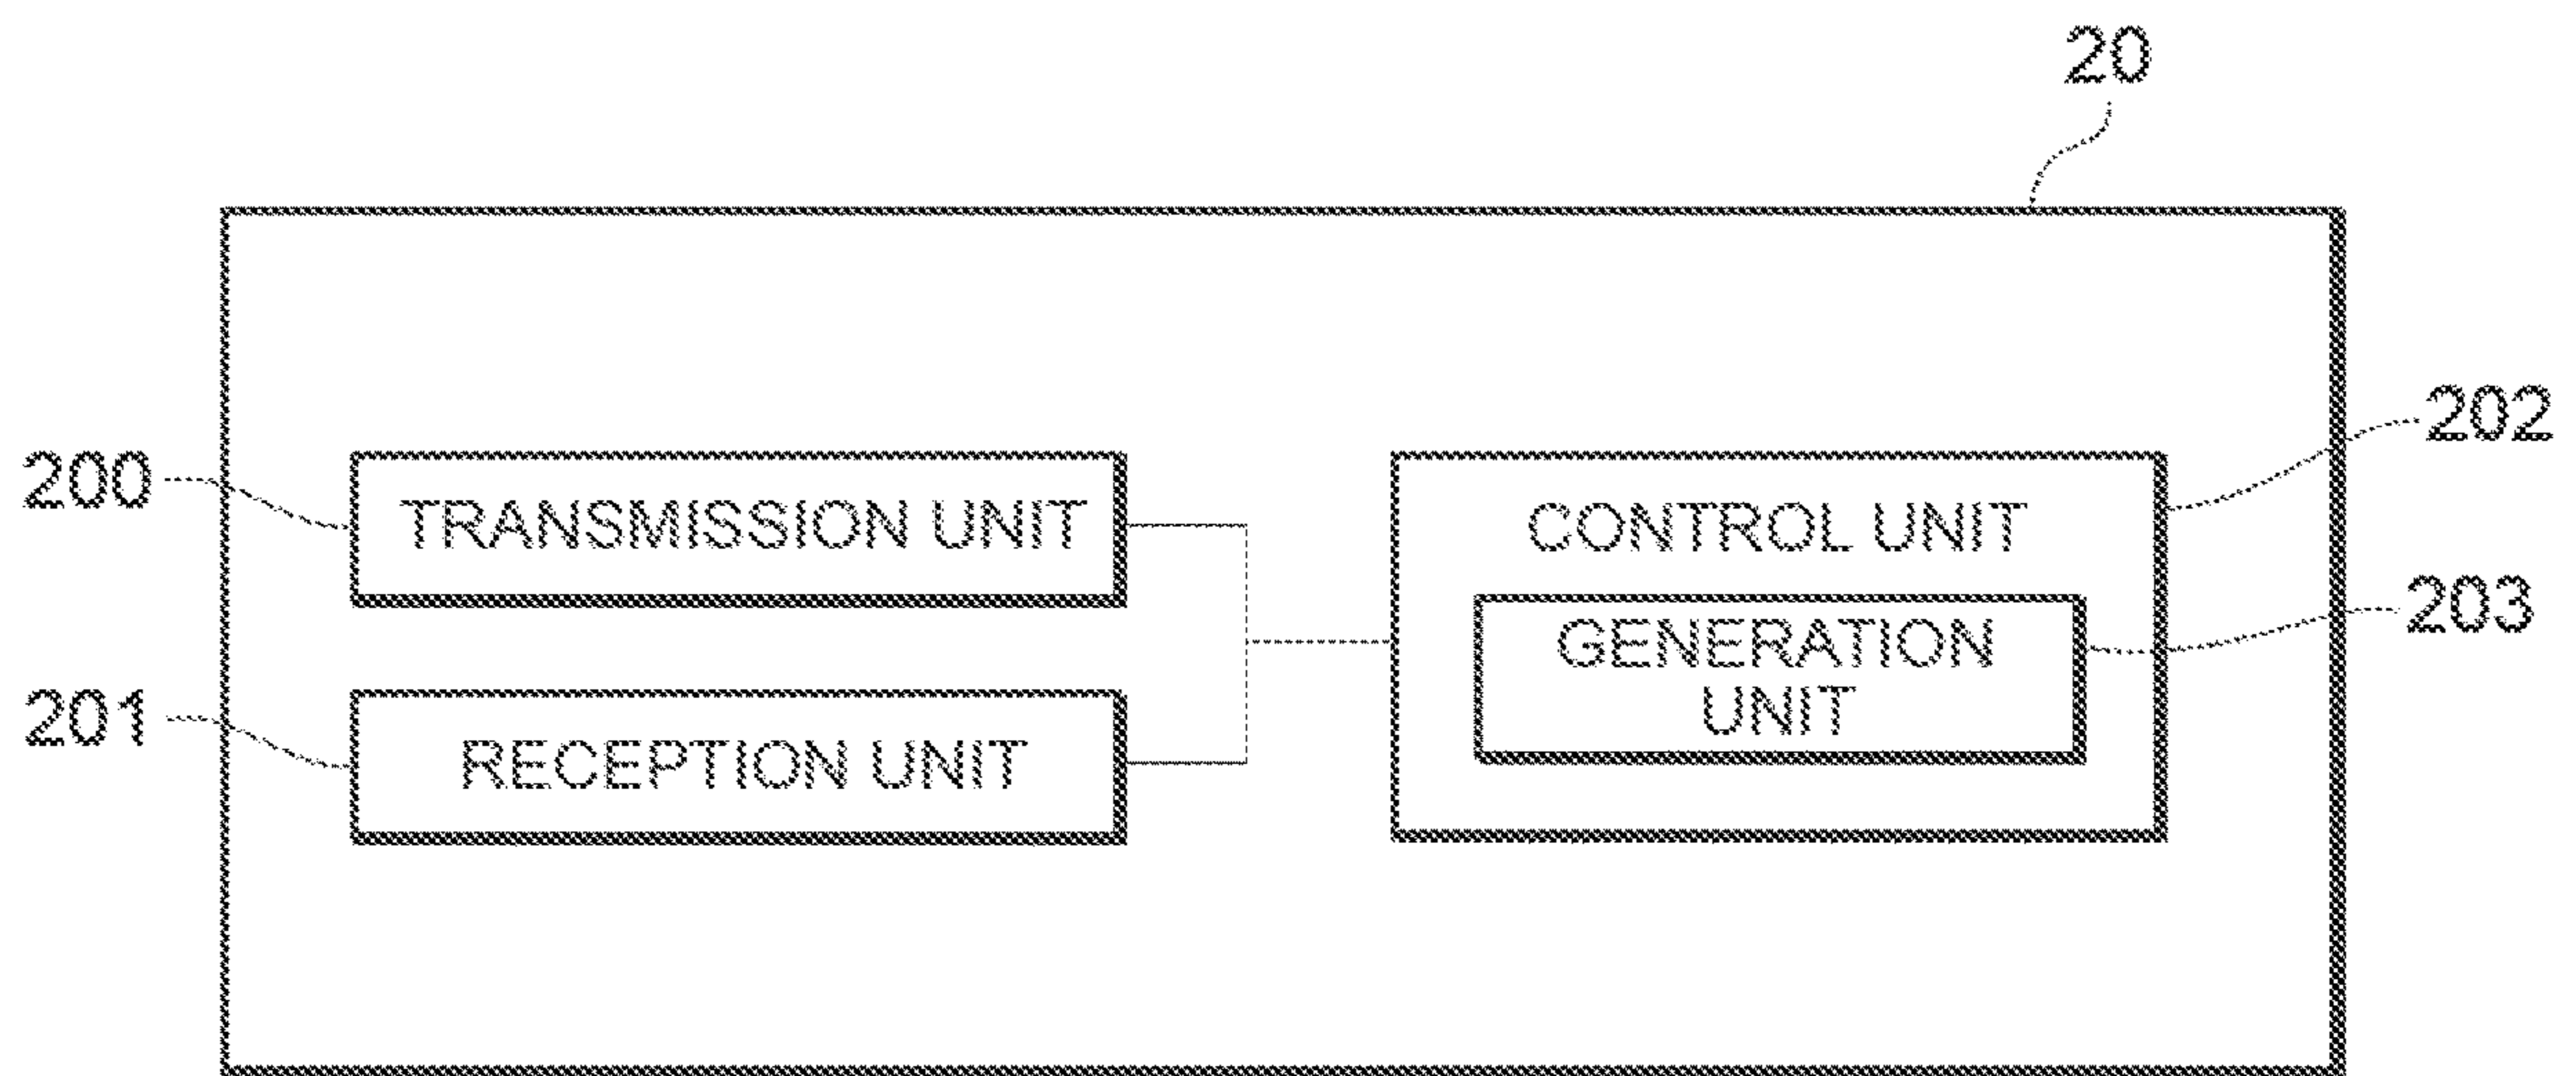 20
202
200
TRANSMISSION UNIT
CONTROL UNIT
203
GENERATION
UNIT
201
RECEPTION UNIT